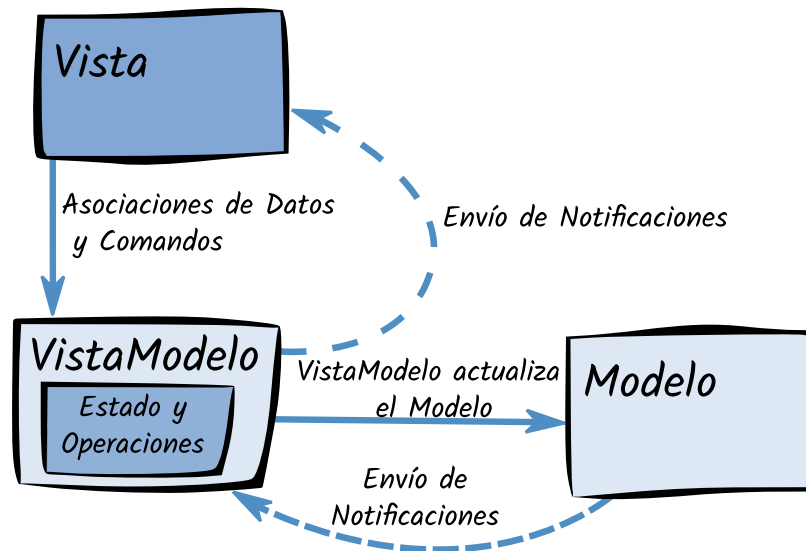 Vista
Asociaciones de Datos
y Comandos
Envío de Notificaciones
VistaModelo
Estado y
Operaciones
VistaModelo actualiza
el Modelo
Modelo
Envío de
Notificaciones